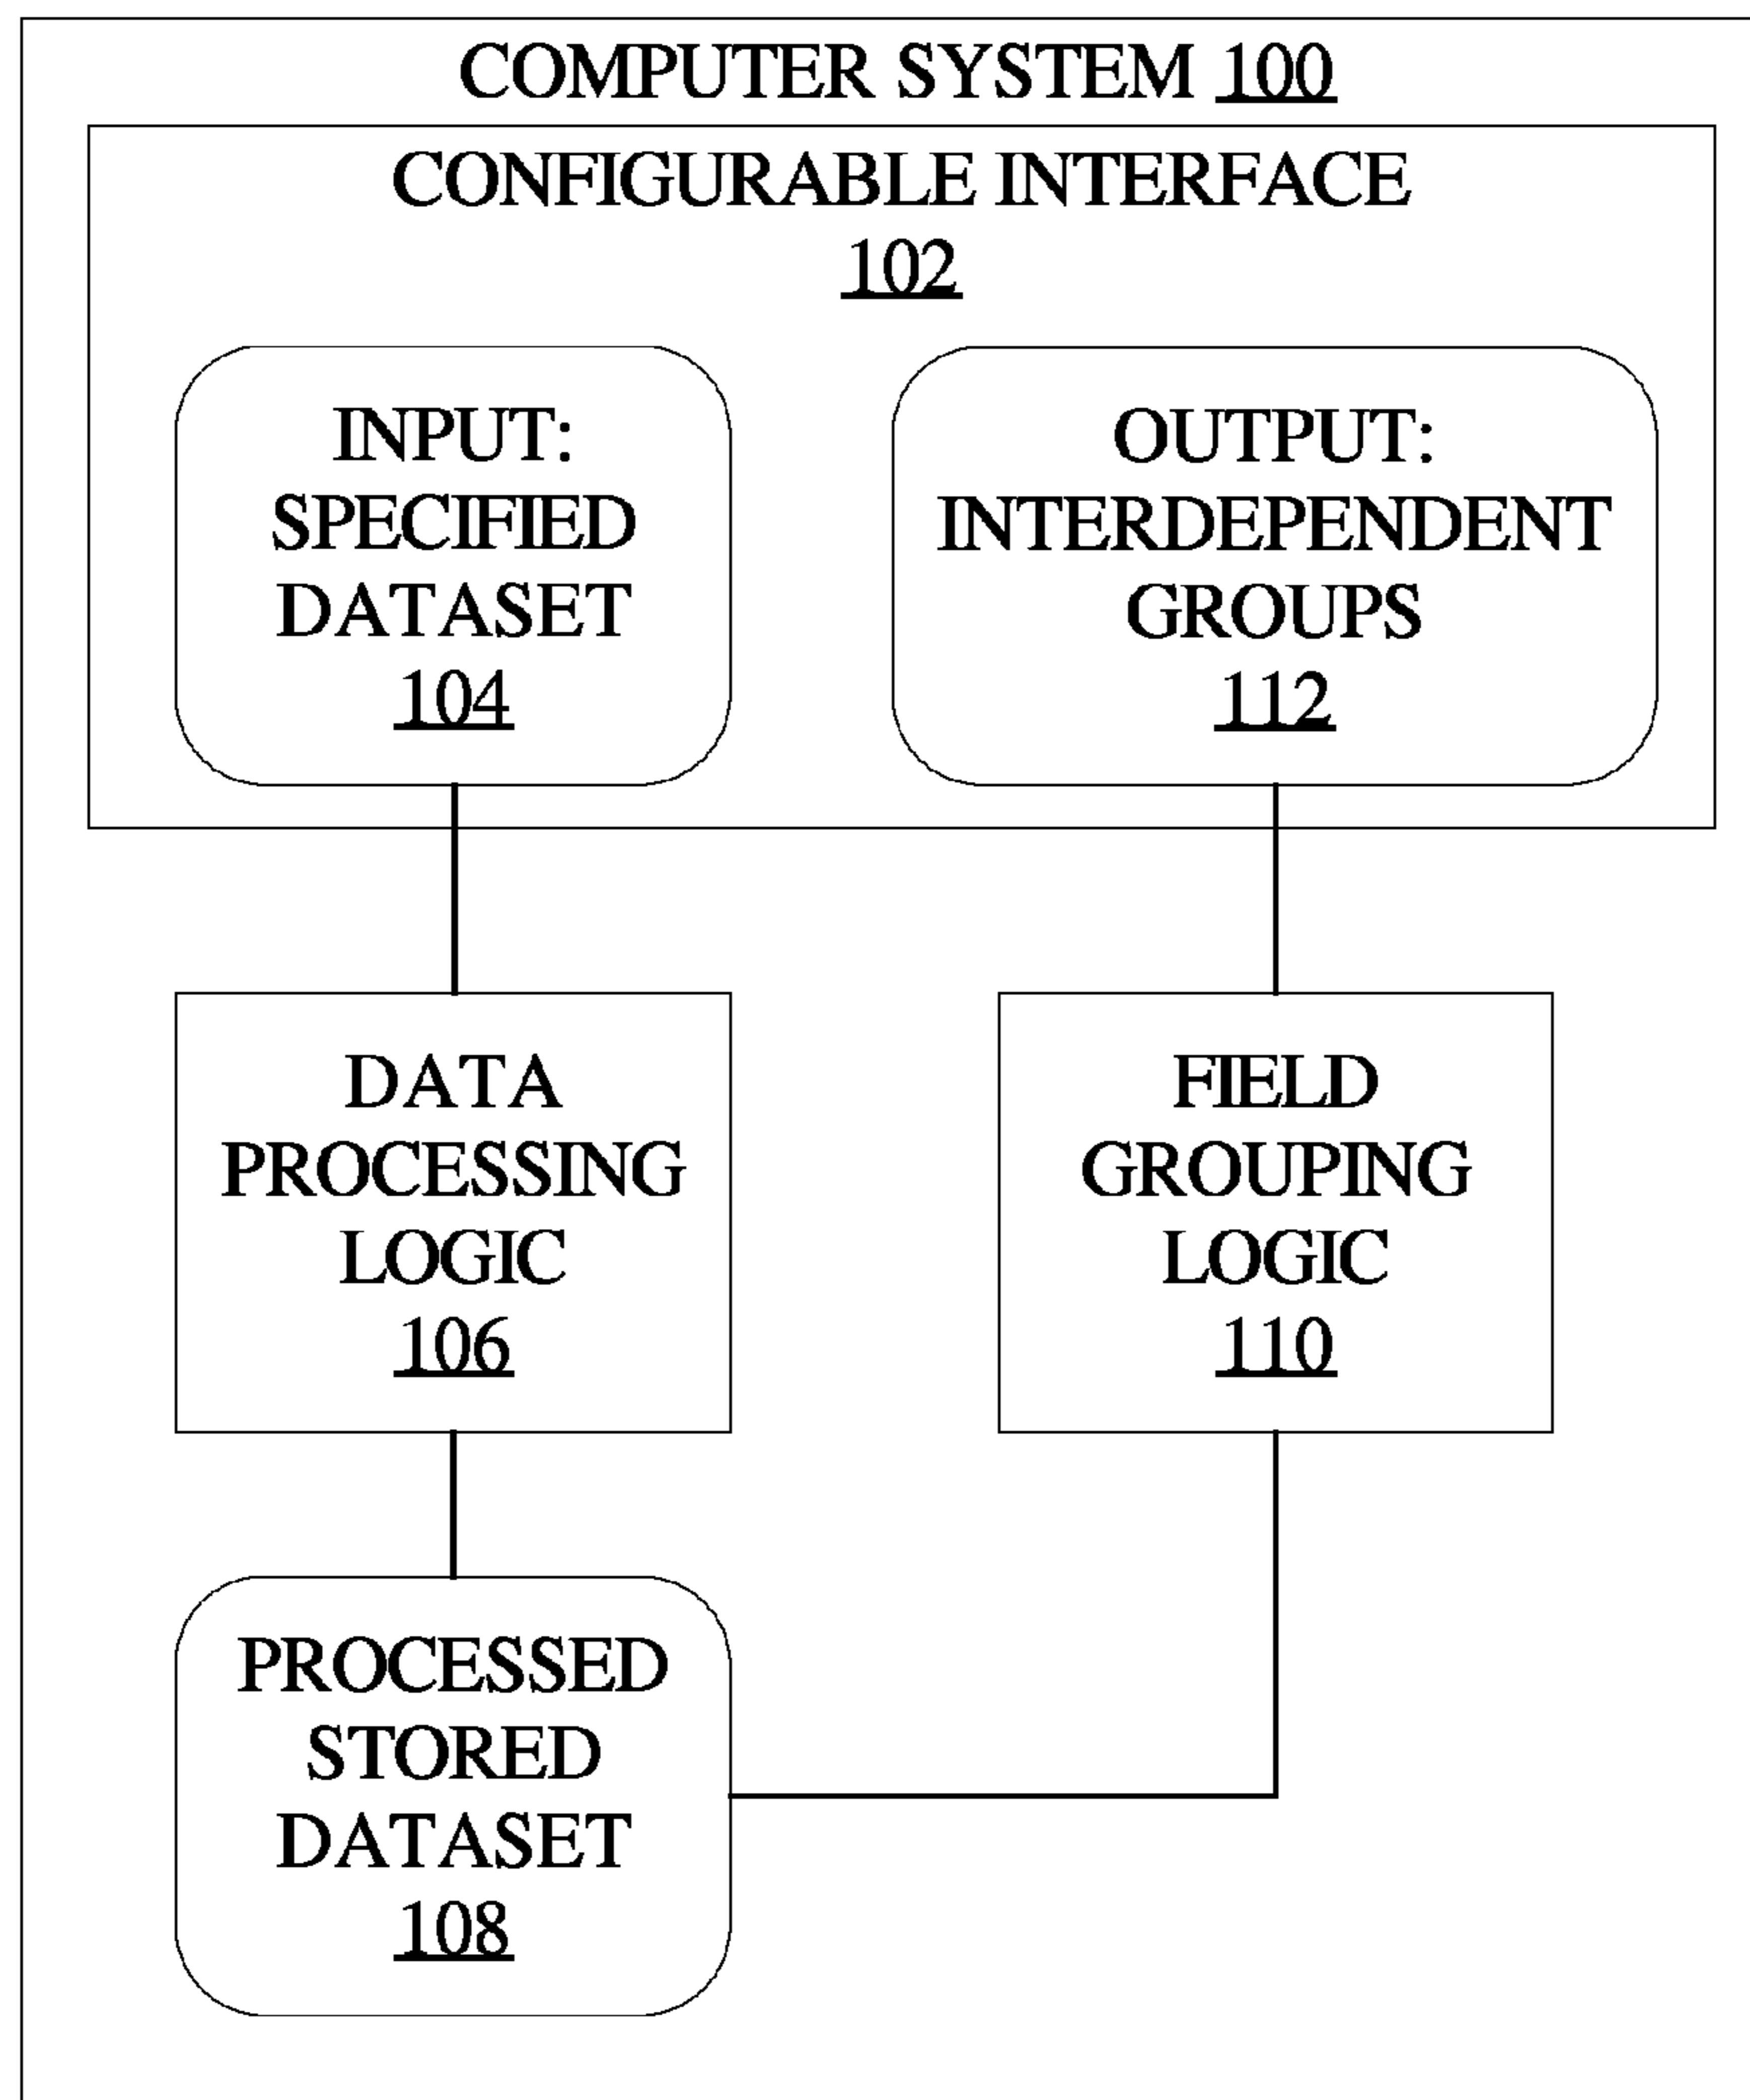 COMPUTER SYSTEM 100
CONFIGURABLE INTERFACE
102
INPUT:
SPECIFIED
DATASET
104
OUTPUT:
INTERDEPENDENT
GROUPS
112
DATA
PROCESSING
LOGIC
106
FIELD
GROUPING
LOGIC
110
PROCESSED
STORED
DATASET
108